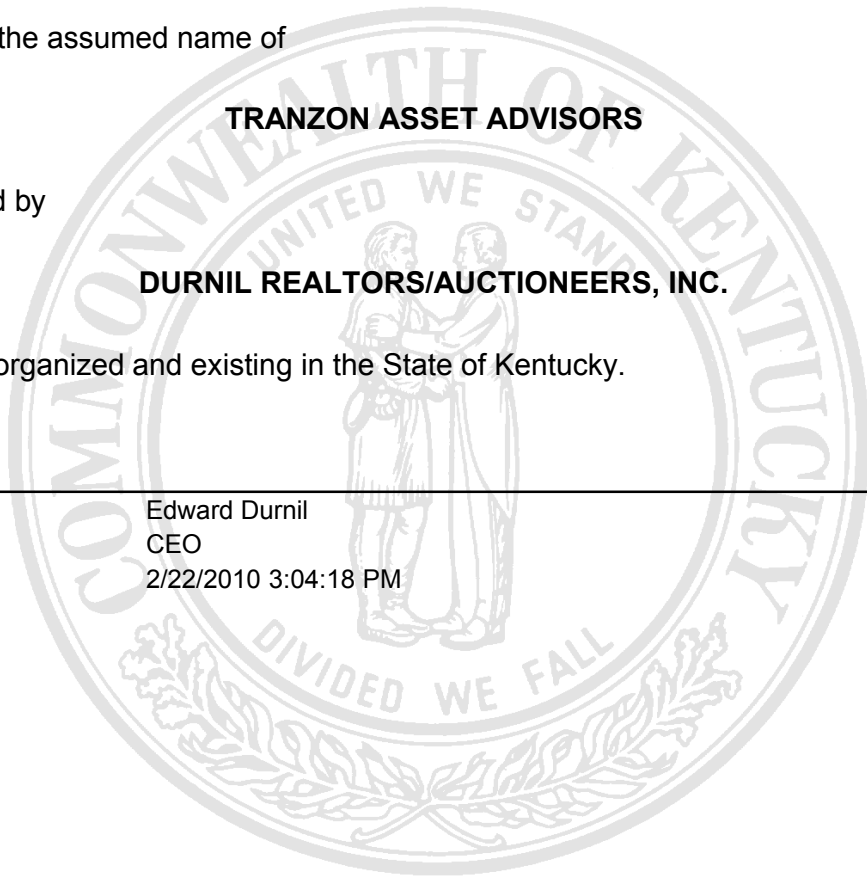 the assumed name of
TRANZON ASSET ADVISORS
d by
DURNIL REALTORS/AUCTIONEERS, INC.
organized and existing in the State of Kentucky.
Edward Durnil
CEO
2/22/2010 3:04:18 PM
COMMONWEALTH OF KENTUCKY
UNITED WE STAND
DIVIDED WE FALL